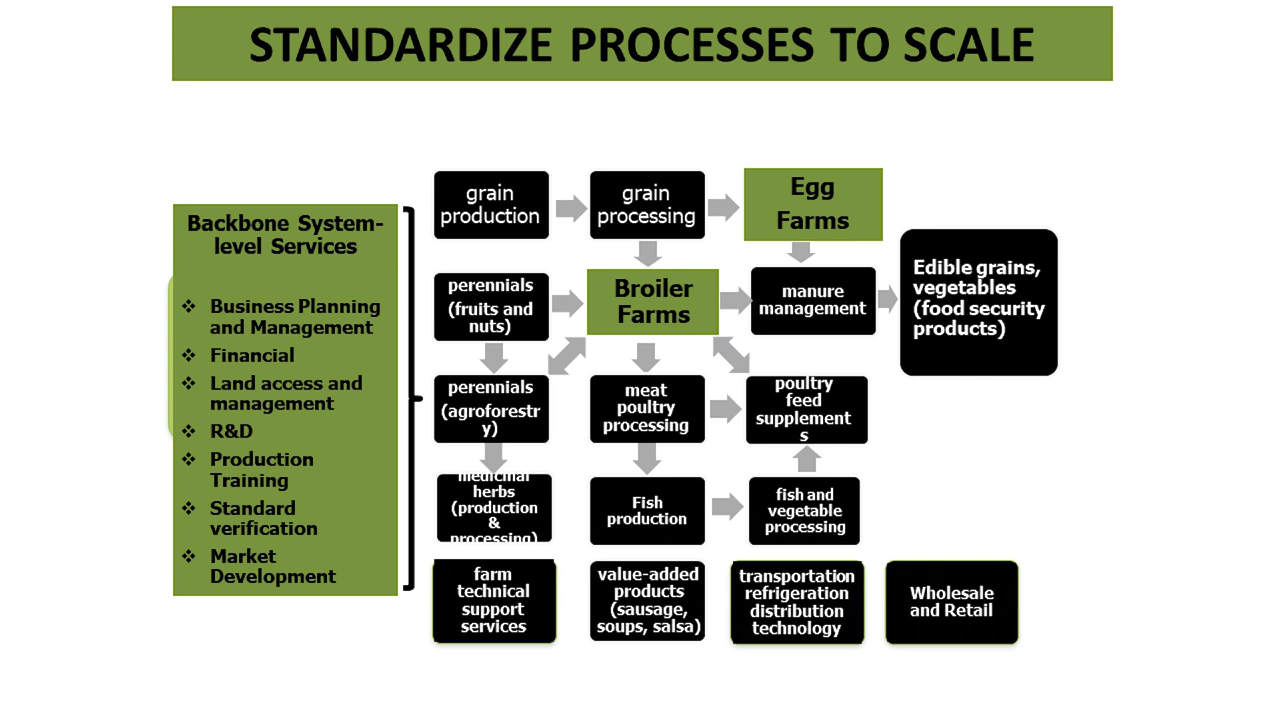 STANDARDIZE PROCESSES TO SCALE
Backbone System-
level Services
❖ Business Planning
and Management
❖ Financial
❖ Land access and
management
❖ R&D
❖ Production
Training
❖ Standard
verification
❖ Market
Development
grain
production
grain
processing
Egg
Farms
perennials
(fruits and
nuts)
Broiler
Farms
manure
management
Edible grains,
vegetables
(food security
products)
perennials
(agroforestr
y)
meat
poultry
processing
poultry
feed
supplement
s
medicinal
herbs
(production
&
processing)
Fish
production
fish and
vegetable
processing
farm
technical
support
services
value-added
products
(sausage,
soups, salsa)
transportation
refrigeration
distribution
technology
Wholesale
and Retail